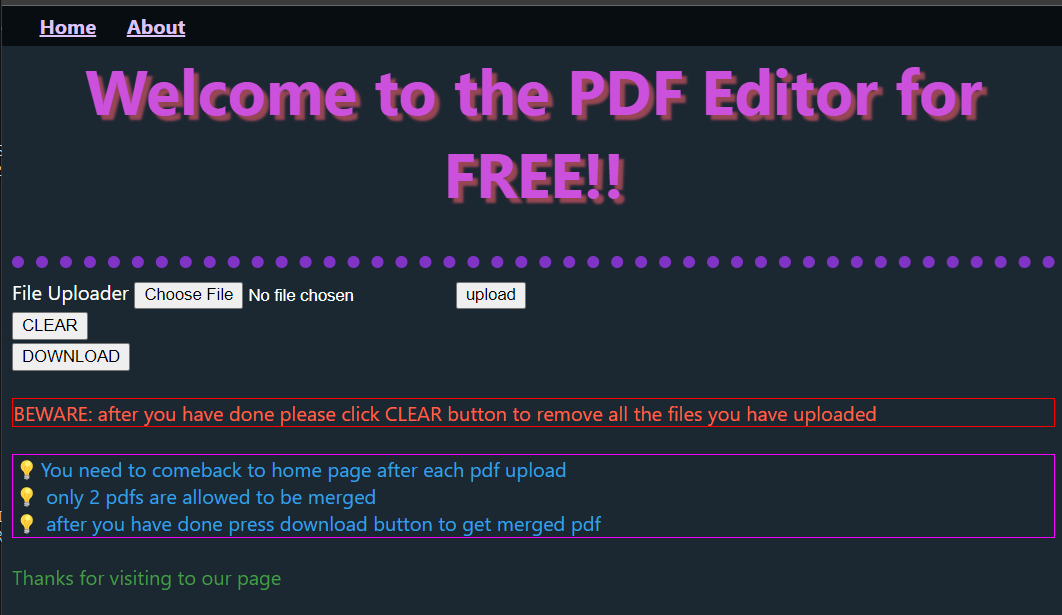 Home About
Welcome to the PDF Editor for
FREE!!
File Uploader Choose File No file chosen upload
CLEAR
DOWNLOAD
BEWARE: after you have done please click CLEAR button to remove all the files you have uploaded
💡You need to comeback to home page after each pdf upload
💡 only 2 pdfs are allowed to be merged
💡 after you have done press download button to get merged pdf
Thanks for visiting to our page